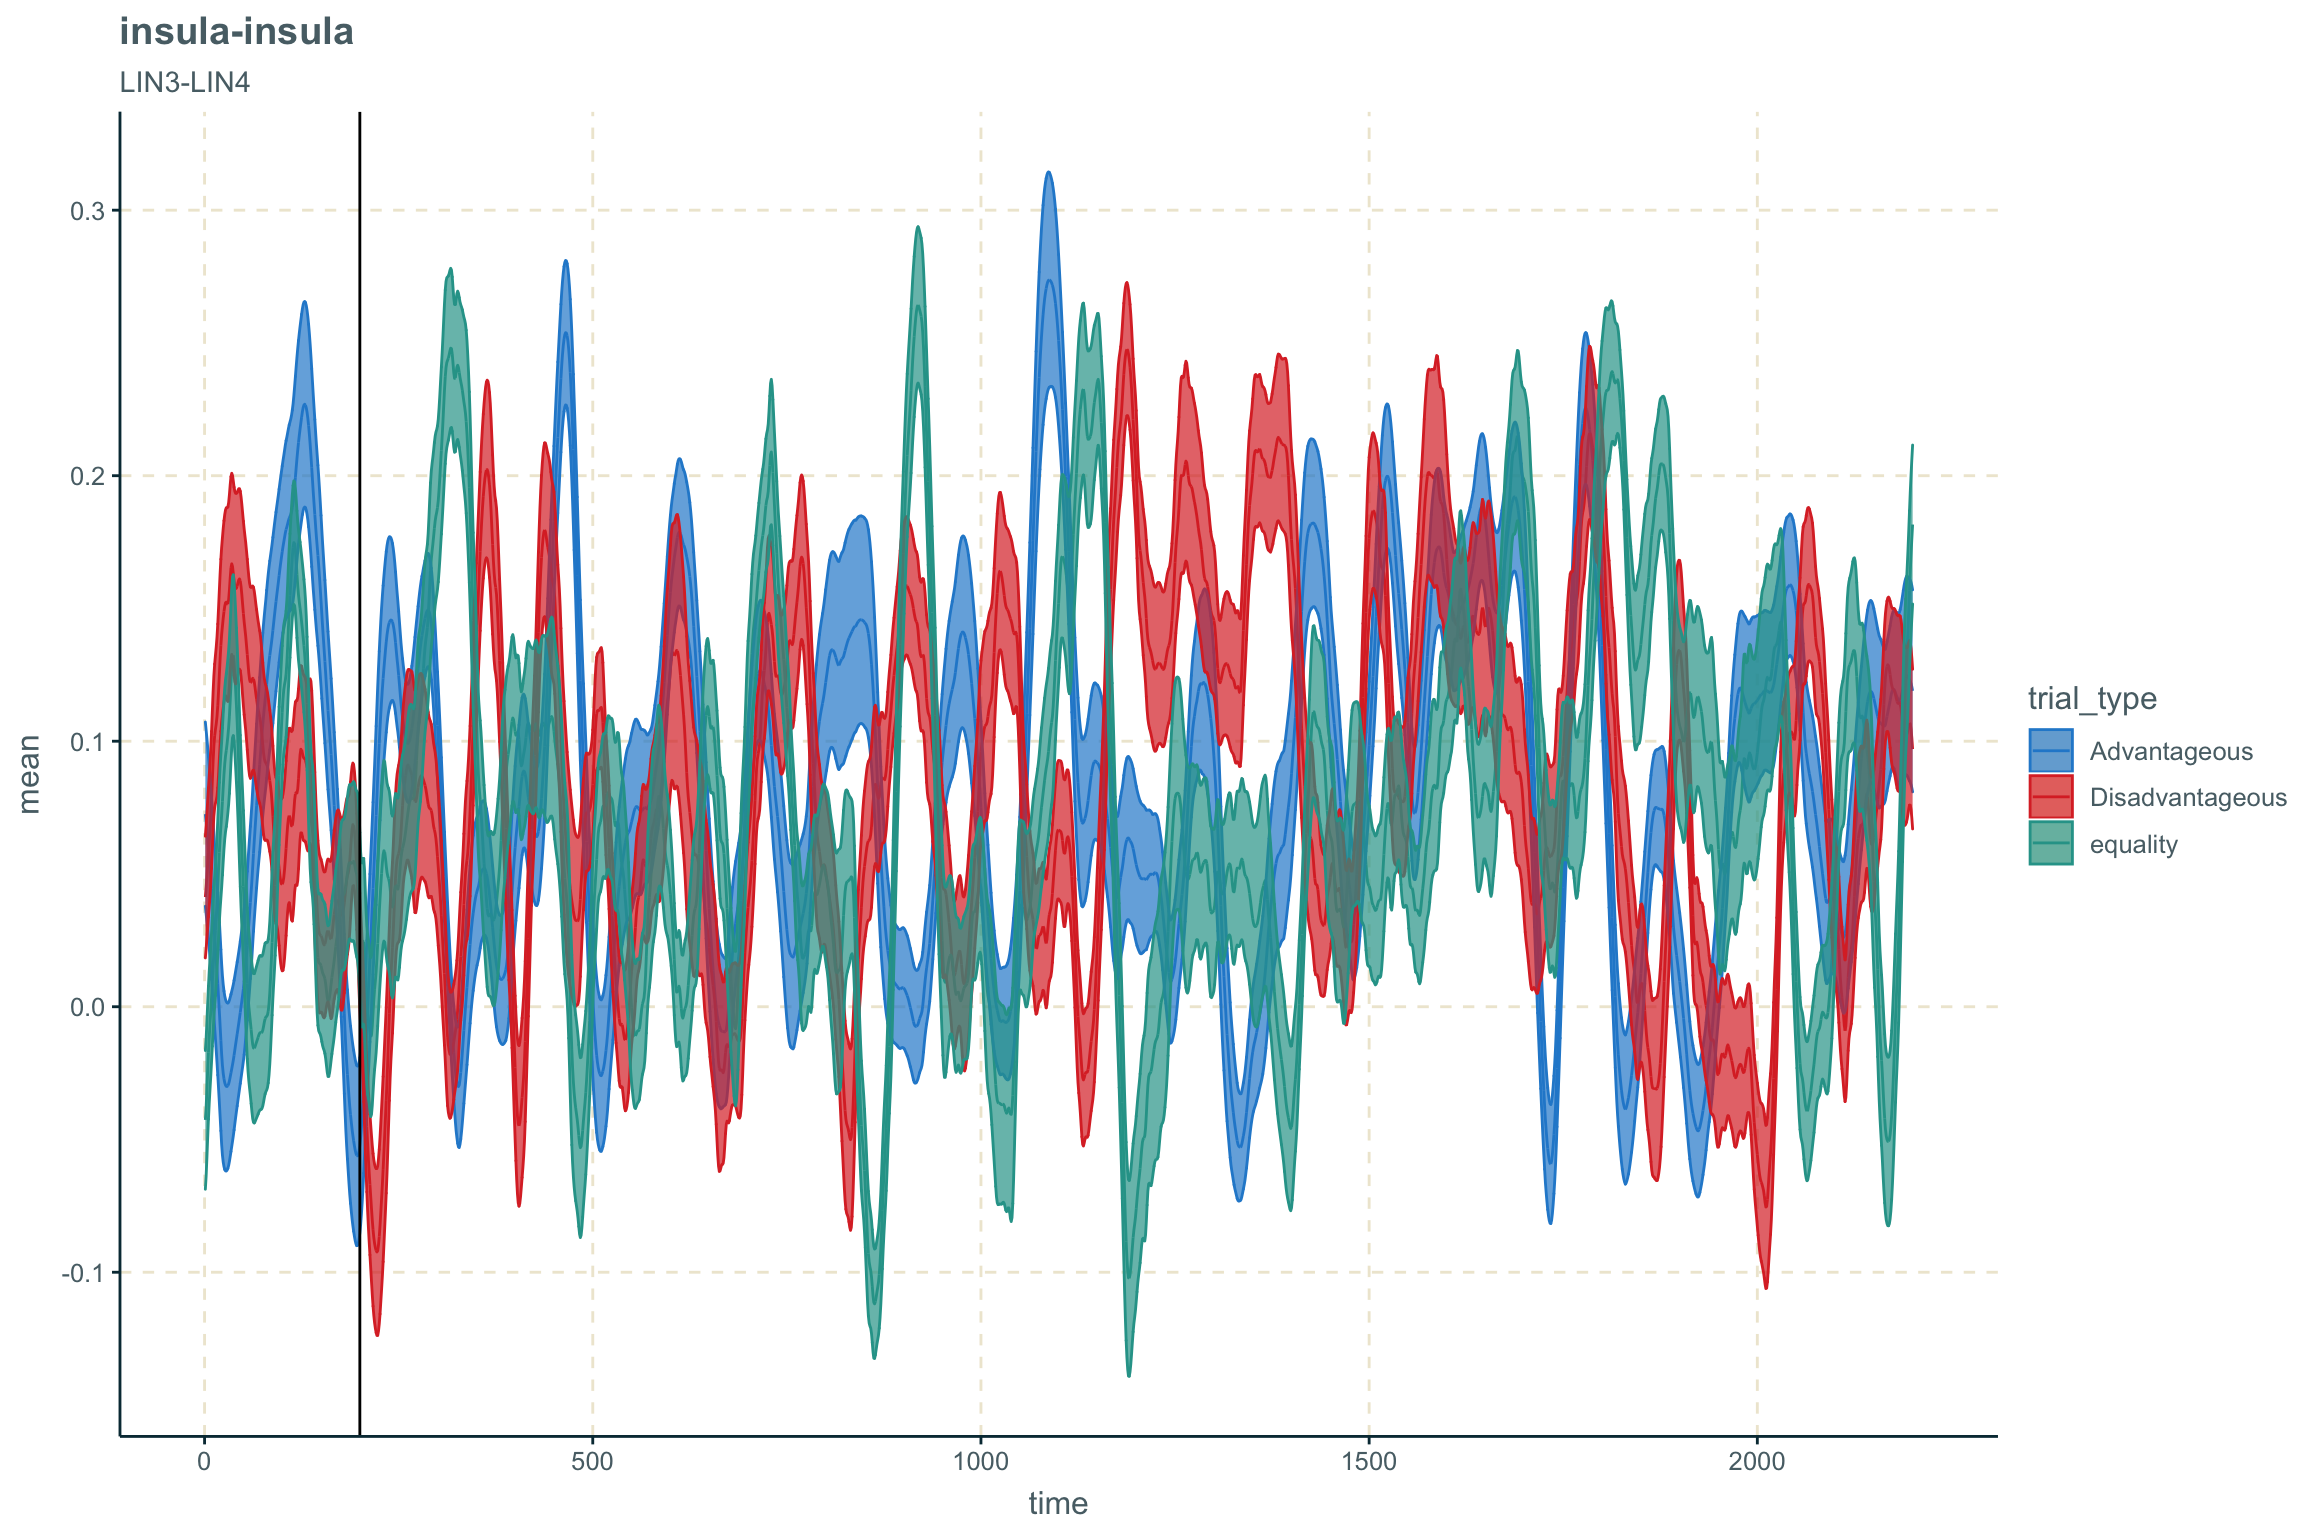 insula-insula
LIN3-LIN4
mean
0.3
0.2
0.1
0.0
-0.1
0
500
1000
1500
2000
time
trial_type
Advantageous
Disadvantageous
equality